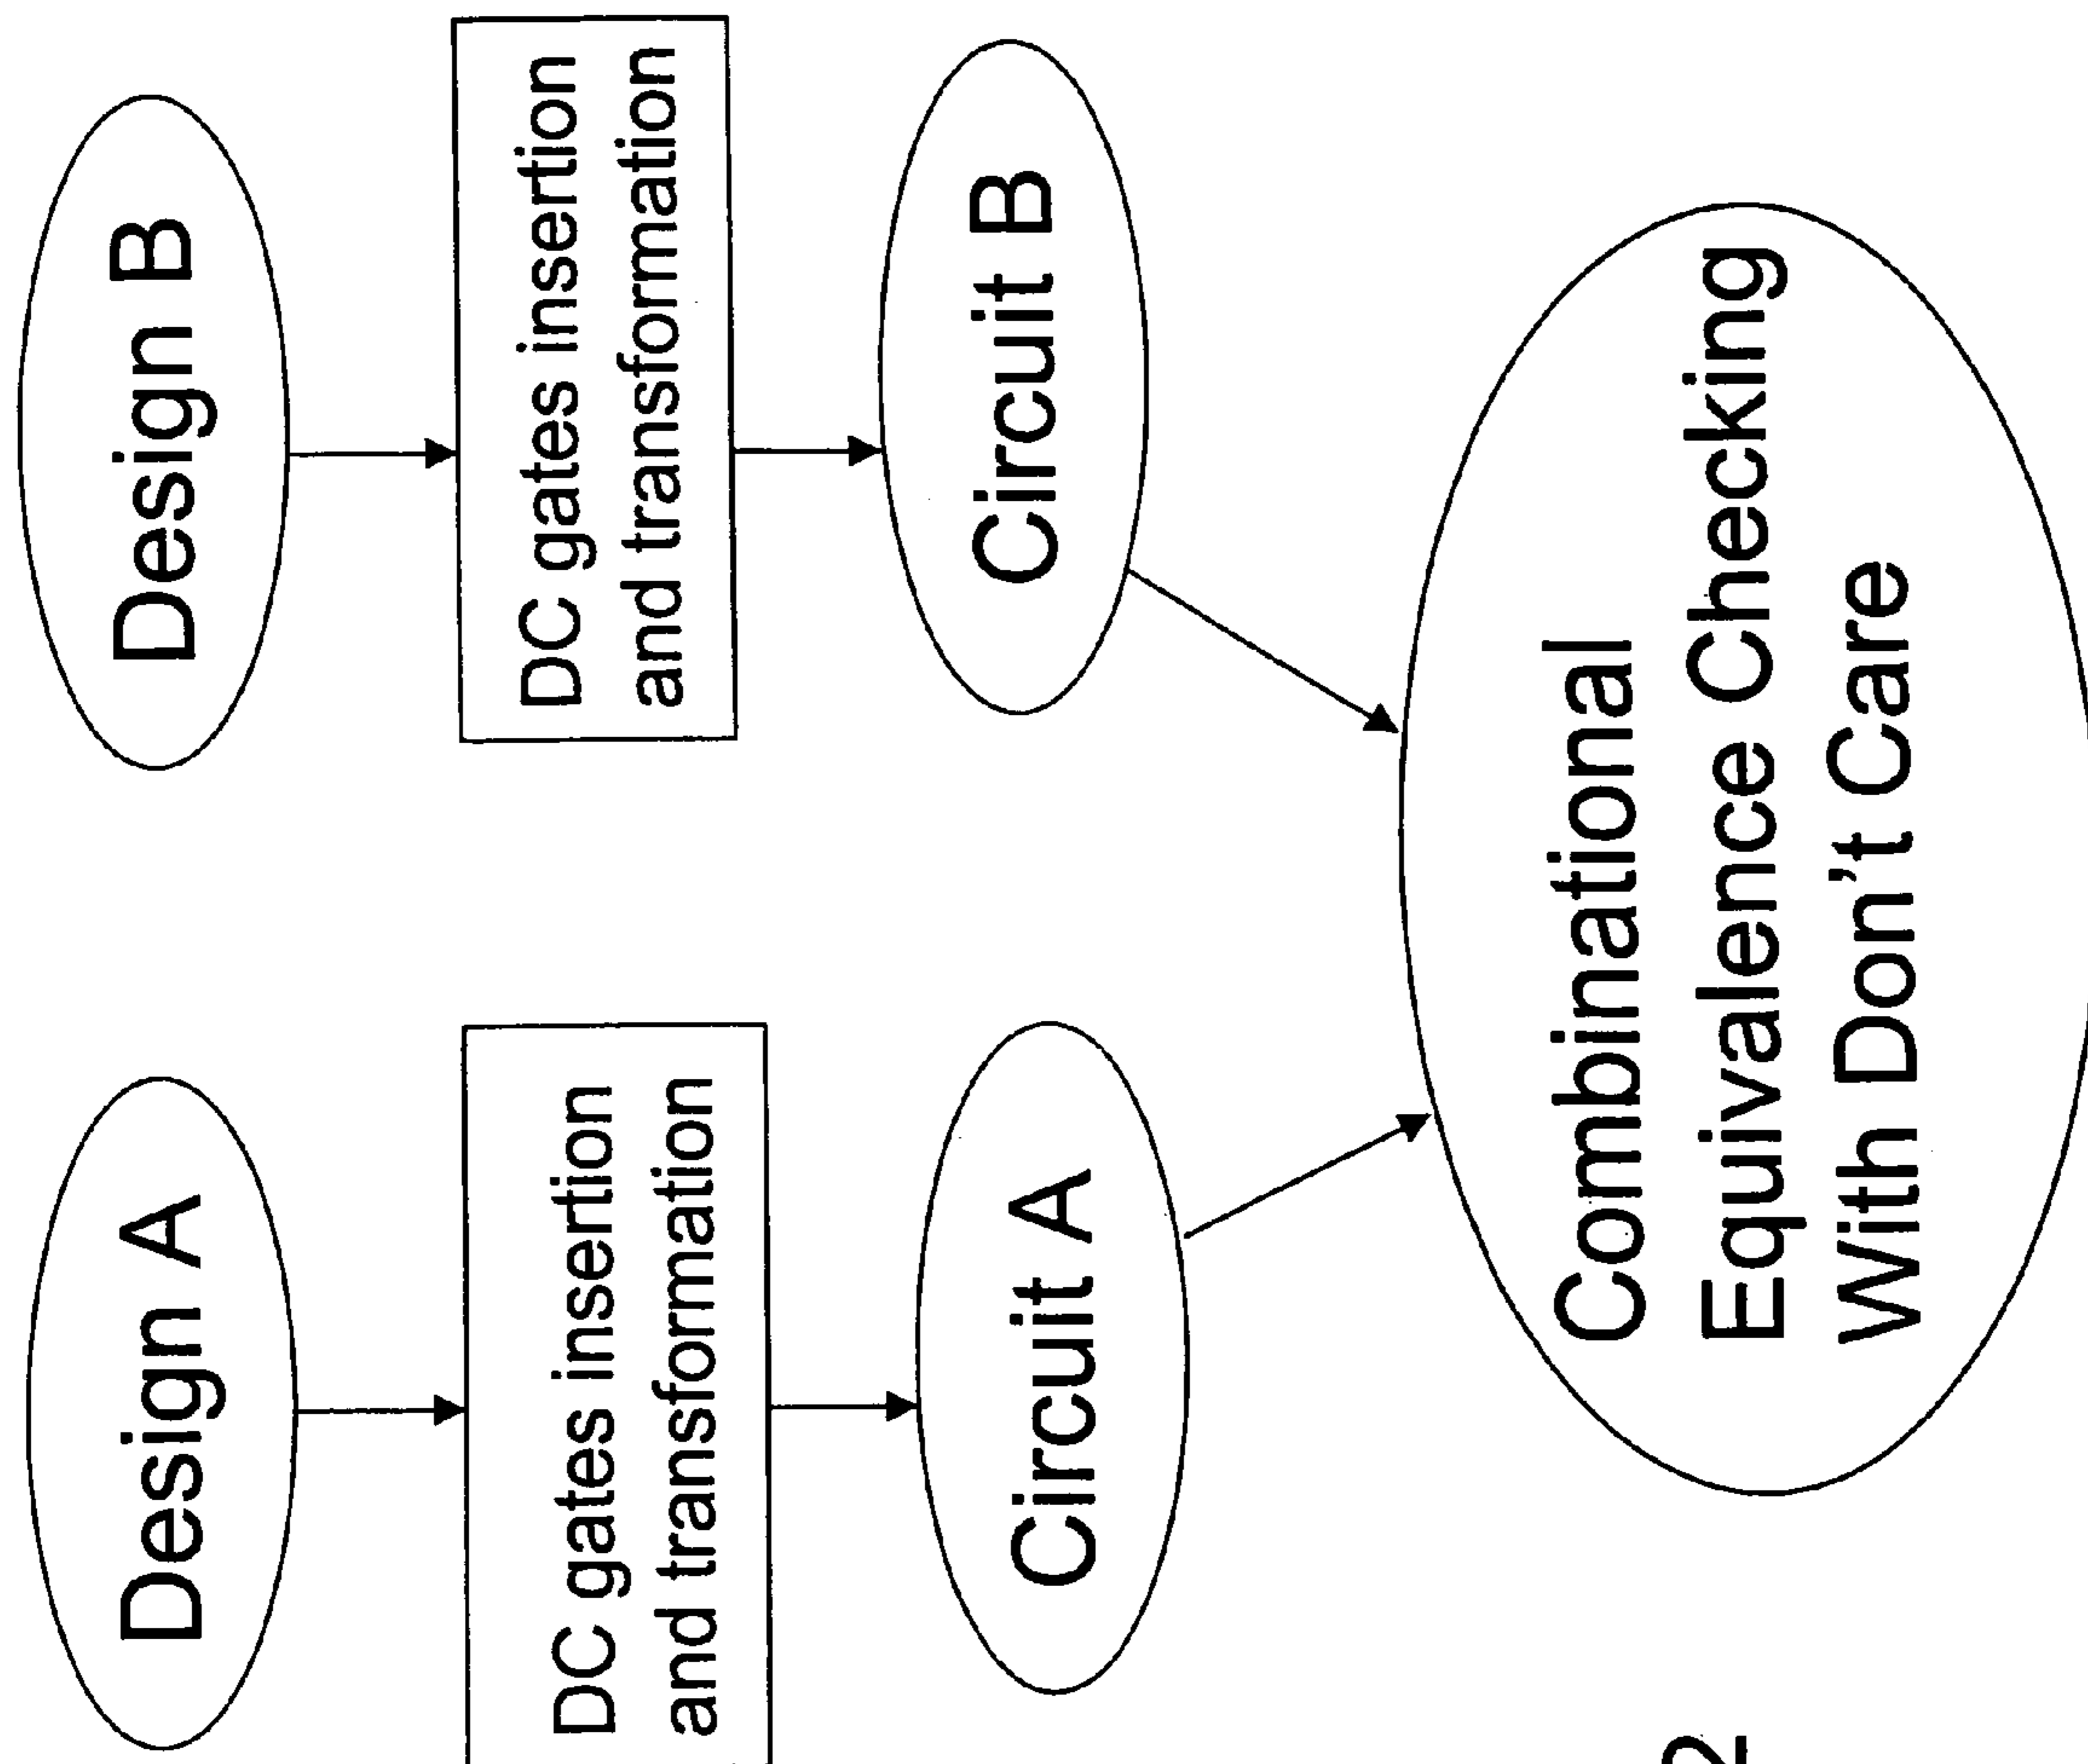 Design A
DC gates insertion
and transformation
Circuit A
Design B
DC gates insertion
and transformation
Circuit B
Combinational
Equivalence Checking
With Don't Care
2